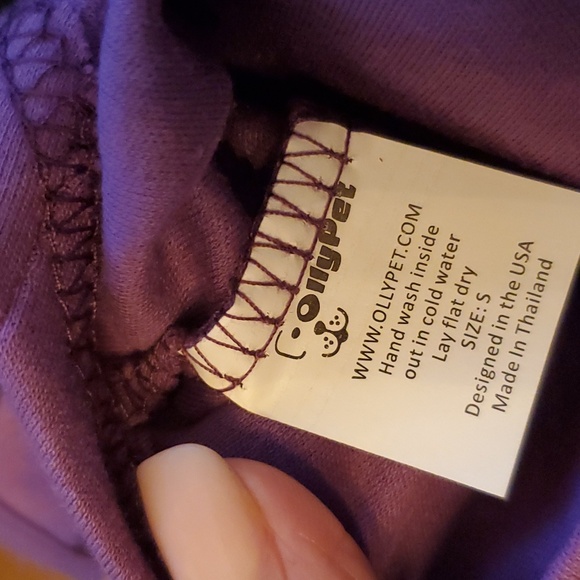 OllyPet
WWW.OLLYPET.COM
Hand wash inside
out in cold water
Lay flat dry
SIZE: S
Designed in the USA
Made In Thailand